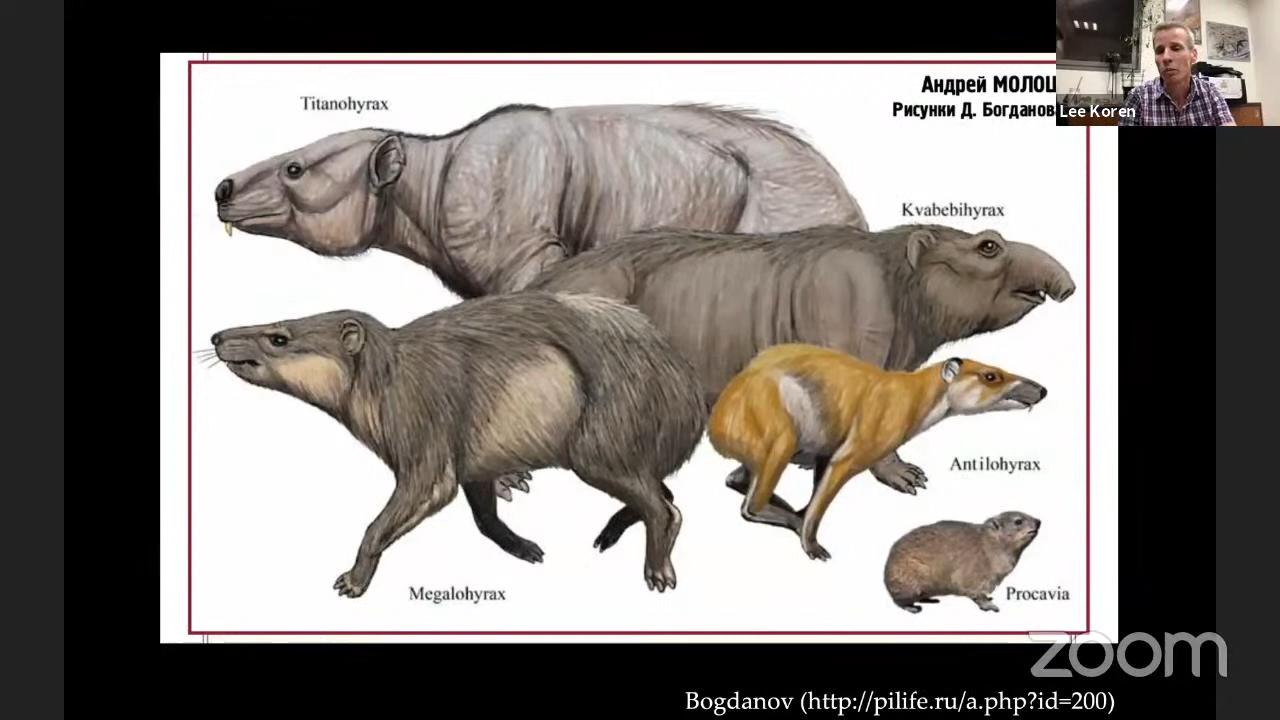 Lee Koren
Андрей МОЛОШ
Рисунки Д. Богданов
Titanohyrax
Kvabebihyrax
Antilohyrax
Megalohyrax
Procavia
zoom
Bogdanov (http://pilife.ru/a.php?id=200)